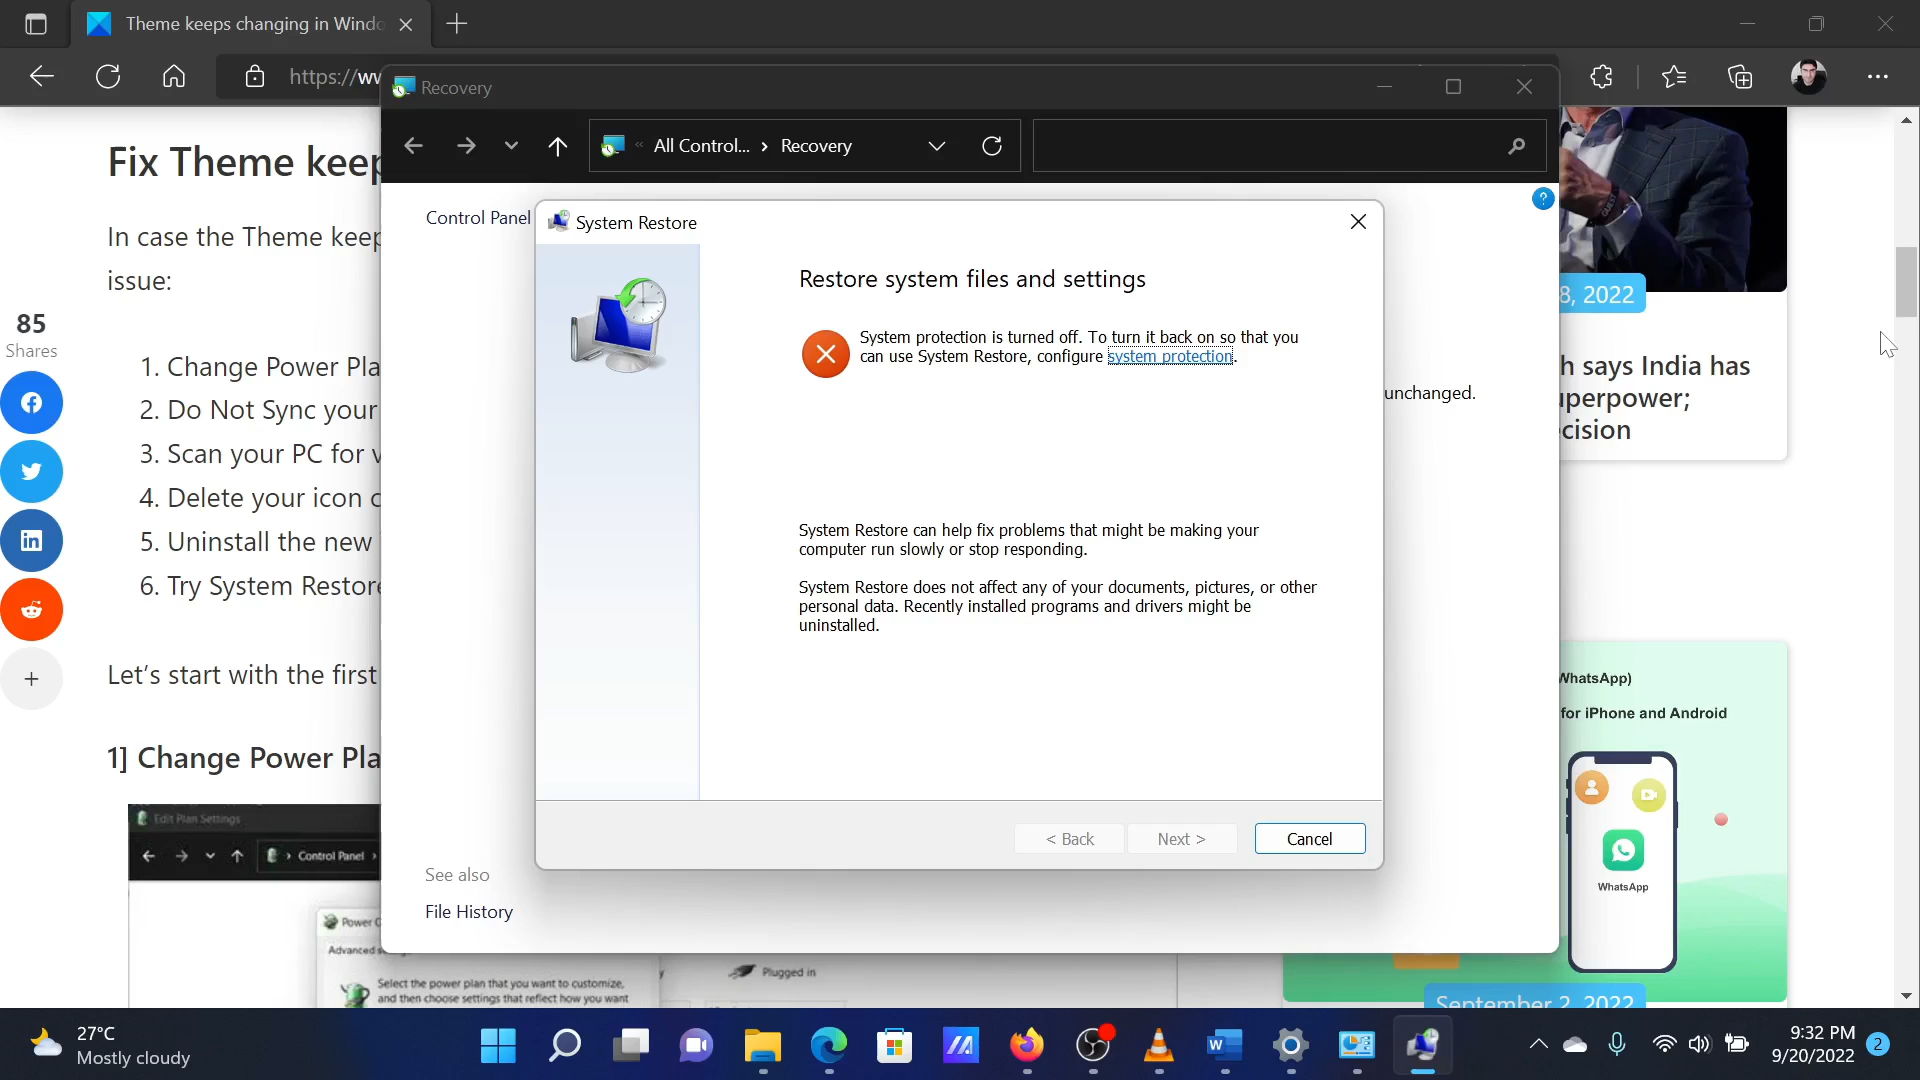 Theme keeps changing in Windo
https://ww
Recovery
All Control...
Recovery
Fix Theme keep
In case the Theme keep
issue:
85
Shares
1. Change Power Pla
2. Do Not Sync your
3. Scan your PC for v
4. Delete your icon c
5. Uninstall the new
6. Try System Restore
Let's start with the first
1] Change Power Pla
Edit Plan Settings
Control Panel
Power
Advanced
Select the power plan that you want to customize,
and then choose settings that reflect how you want
Plugged in
Control Panel
System Restore
Restore system files and settings
System protection is turned off. To turn it back on so that you
can use System Restore, configure system protection.
System Restore can help fix problems that might be making your
computer run slowly or stop responding.
System Restore does not affect any of your documents, pictures, or other
personal data. Recently installed programs and drivers might be
uninstalled.
< Back
Next >
Cancel
unchanged.
See also
File History
8, 2022
h says India has
uperpower;
cision
WhatsApp)
for iPhone and Android
WhatsApp
September 2, 2022
27°C
Mostly cloudy
9:32 PM
9/20/2022
2